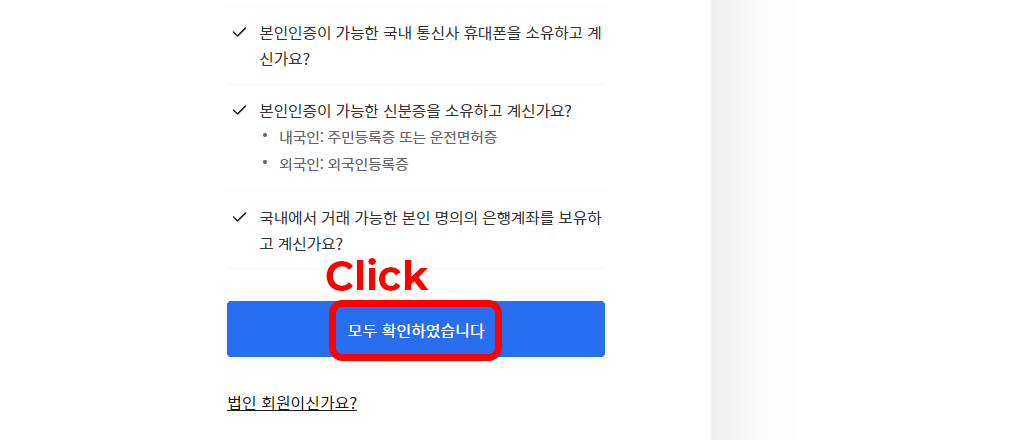 본인인증이 가능한 국내 통신사 휴대폰을 소유하고 계
신가요?
본인인증이 가능한 신분증을 소유하고 계신가요?
• 내국인: 주민등록증 또는 운전면허증
• 외국인: 외국인등록증
국내에서 거래 가능한 본인 명의의 은행계좌를 보유하
고 계신가요?
Click
모두 확인하였습니다
법인 회원이신가요?